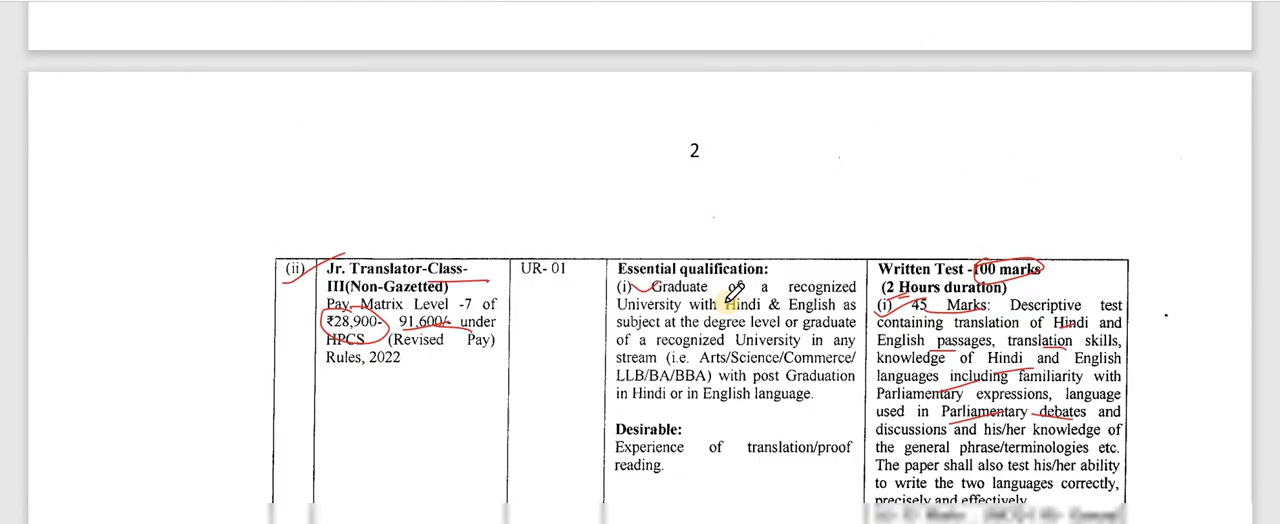 2
(ii)
Jr. Translator-Class-
III(Non-Gazetted)
Pay Matrix Level -7 of
₹28,900- 91,600/- under
HPCS (Revised Pay)
Rules, 2022
UR- 01
Essential qualification:
(i) Graduate of a recognized
University with Hindi & English as
subject at the degree level or graduate
of a recognized University in any
stream (i.e. Arts/Science/Commerce/
LLB/BA/BBA) with post Graduation
in Hindi or in English language.
Desirable:
Experience of translation/proof
reading.
Written Test -100 marks
(2 Hours duration)
(i) 45 Marks: Descriptive test
containing translation of Hindi and
English passages, translation skills,
knowledge of Hindi and English
languages including familiarity with
Parliamentary expressions, language
used in Parliamentary debates and
discussions and his/her knowledge of
the general phrase/terminologies etc.
The paper shall also test his/her ability
to write the two languages correctly,
precisely and effectively.